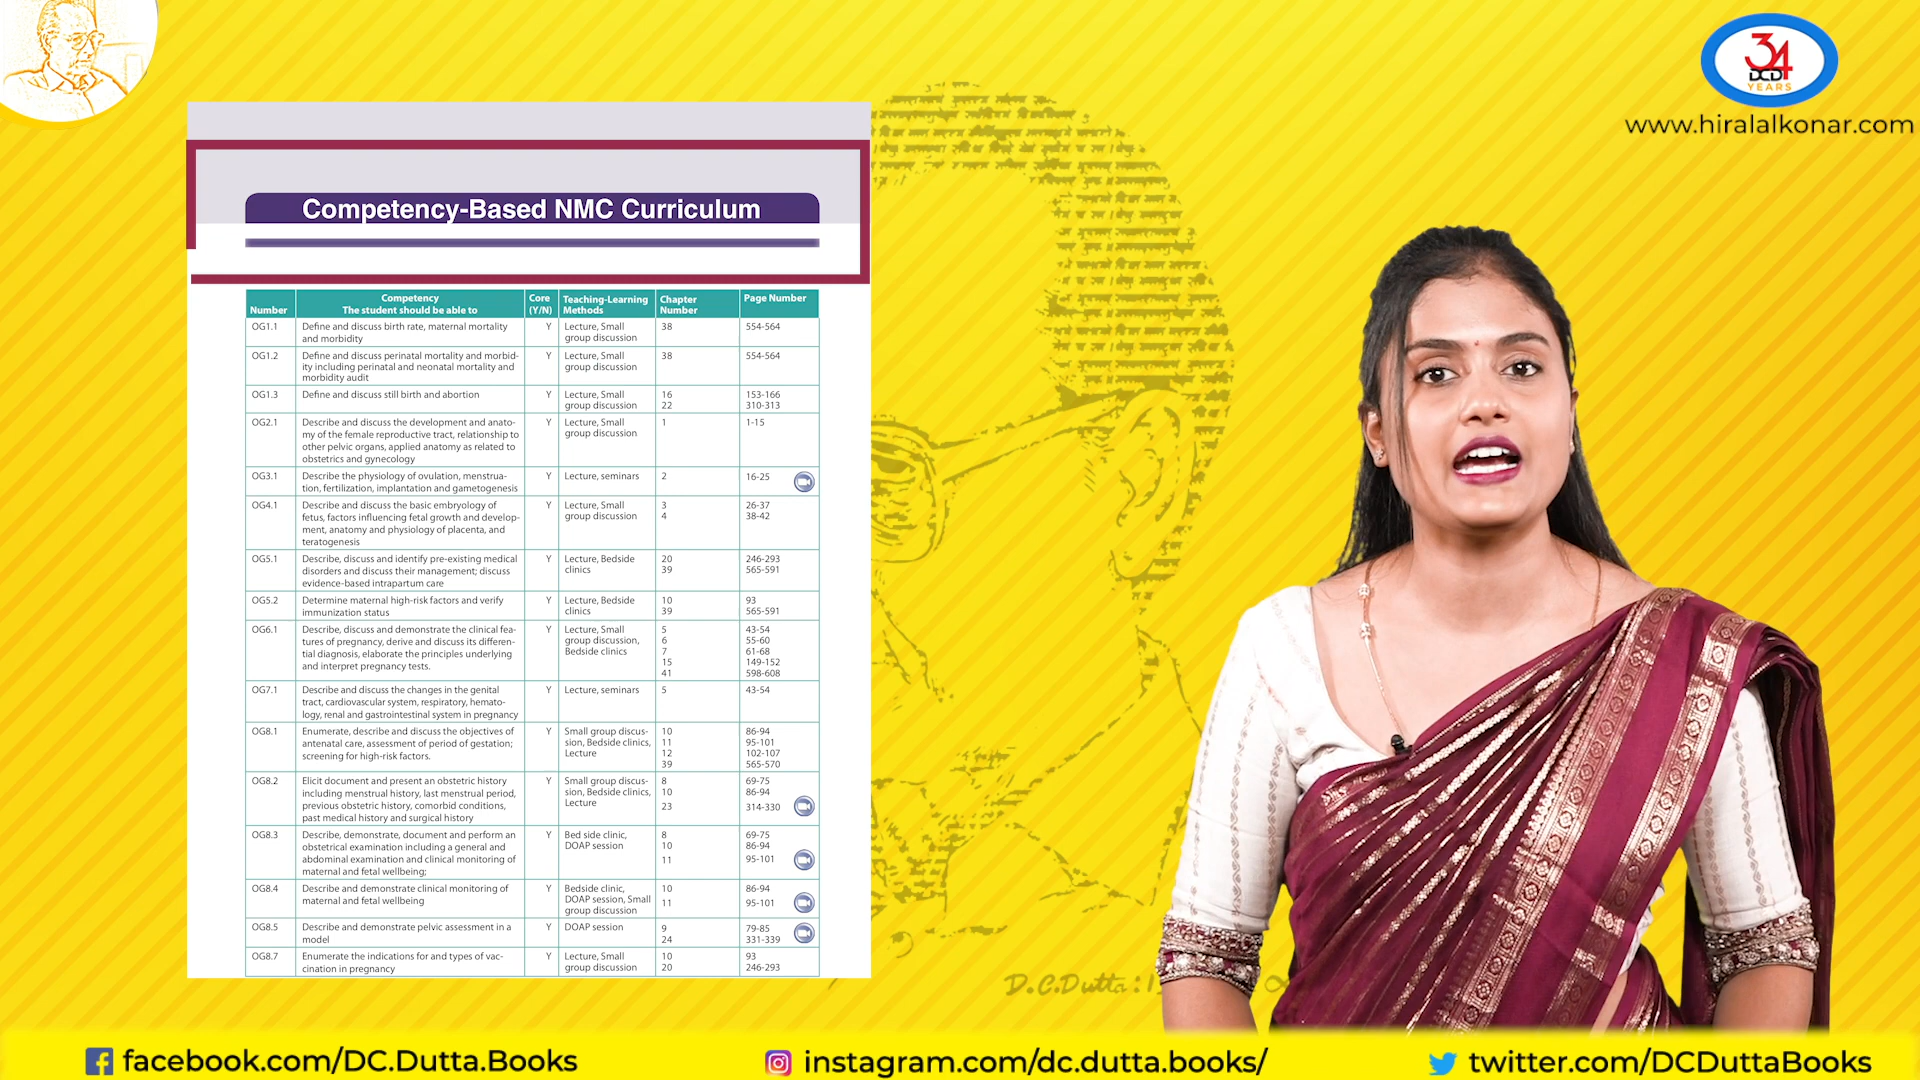 34
DCD
YEARS
www.hiralalkonar.com
Competency-Based NMC Curriculum
Number
Competency
The student should be able to
Core
(Y/N)
Teaching-Learning
Methods
Chapter
Number
Page Number
OG1.1
Define and discuss birth rate, maternal mortality
and morbidity
Y
Lecture, Small
group discussion
38
554-564
OG1.2
Define and discuss perinatal mortality and morbid-
ity including perinatal and neonatal mortality and
morbidity audit
Y
Lecture, Small
group discussion
38
554-564
OG1.3
Define and discuss still birth and abortion
Y
Lecture, Small
group discussion
16
22
153-166
310-313
OG2.1
Describe and discuss the development and anato-
my of the female reproductive tract, relationship to
other pelvic organs, applied anatomy as related to
obstetrics and gynecology
Y
Lecture, Small
group discussion
1
1-15
OG3.1
Describe the physiology of ovulation, menstrua-
tion, fertilization, implantation and gametogenesis
Y
Lecture, seminars
2
16-25
OG4.1
Describe and discuss the basic embryology of
fetus, factors influencing fetal growth and develop-
ment, anatomy and physiology of placenta, and
teratogenesis
Y
Lecture, Small
group discussion
3
4
26-37
38-42
OG5.1
Describe, discuss and identify pre-existing medical
disorders and discuss their management; discuss
evidence-based intrapartum care
Y
Lecture, Bedside
clinics
20
39
246-293
565-591
OG5.2
Determine maternal high-risk factors and verify
immunization status
Y
Lecture, Bedside
clinics
10
39
93
565-591
OG6.1
Describe, discuss and demonstrate the clinical fea-
tures of pregnancy, derive and discuss its differen-
tial diagnosis, elaborate the principles underlying
and interpret pregnancy tests.
Y
Lecture, Small
group discussion,
Bedside clinics
5
6
7
15
41
43-54
55-60
61-68
149-152
598-608
OG7.1
Describe and discuss the changes in the genital
tract, cardiovascular system, respiratory, hemato-
logy, renal and gastrointestinal system in pregnancy
Y
Lecture, seminars
5
43-54
OG8.1
Enumerate, describe and discuss the objectives of
antenatal care, assessment of period of gestation;
screening for high-risk factors.
Y
Small group discus-
sion, Bedside clinics,
Lecture
10
11
12
39
86-94
95-101
102-107
565-570
OG8.2
Elicit document and present an obstetric history
including menstrual history, last menstrual period,
previous obstetric history, comorbid conditions,
past medical history and surgical history
Y
Small group discus-
sion, Bedside clinics,
Lecture
8
10
23
69-75
86-94
314-330
OG8.3
Describe, demonstrate, document and perform an
obstetrical examination including a general and
abdominal examination and clinical monitoring of
maternal and fetal wellbeing;
Y
Bed side clinic,
DOAP session
8
10
11
69-75
86-94
95-101
OG8.4
Describe and demonstrate clinical monitoring of
maternal and fetal wellbeing
Y
Bedside clinic,
DOAP session, Small
group discussion
10
11
86-94
95-101
OG8.5
Describe and demonstrate pelvic assessment in a
model
Y
DOAP session
9
24
79-85
331-339
OG8.7
Enumerate the indications for and types of vac-
cination in pregnancy
Y
Lecture, Small
group discussion
10
20
93
246-293
D.C.Dutta:
facebook.com/DC.Dutta.Books
instagram.com/dc.dutta.books/
twitter.com/DCDuttaBooks